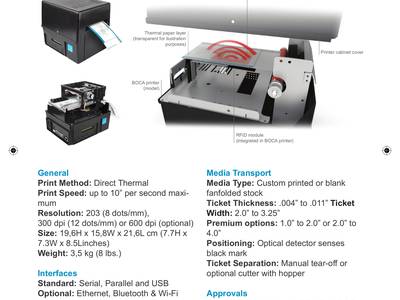 Thermal paper layer
(transparent for illustration
purposes)
Printer cabinet cover
BOCA printer
(model)
RFID module
(integrated in BOCA printer)
General
Print Method: Direct Thermal
Print Speed: up to 10” per second maxi-
mum
Resolution: 203 (8 dots/mm),
300 dpi (12 dots/mm) or 600 dpi (optional)
Size: 19,6H x 15,8W x 21,6L cm (7.7H x
7.3W x 8.5Linches)
Weight: 3,5 kg (8 lbs.)
Interfaces
Standard: Serial, Parallel and USB
Optional: Ethernet, Bluetooth & Wi-Fi
Media Transport
Media Type: Custom printed or blank
fanfolded stock
Ticket Thickness: .004” to .011” Ticket
Width: 2.0” to 3.25”
Premium options: 1.0” to 2.0” or 2.0” to
4.0”
Positioning: Optical detector senses
black mark
Ticket Separation: Manual tear-off or
optional cutter with hopper
Approvals